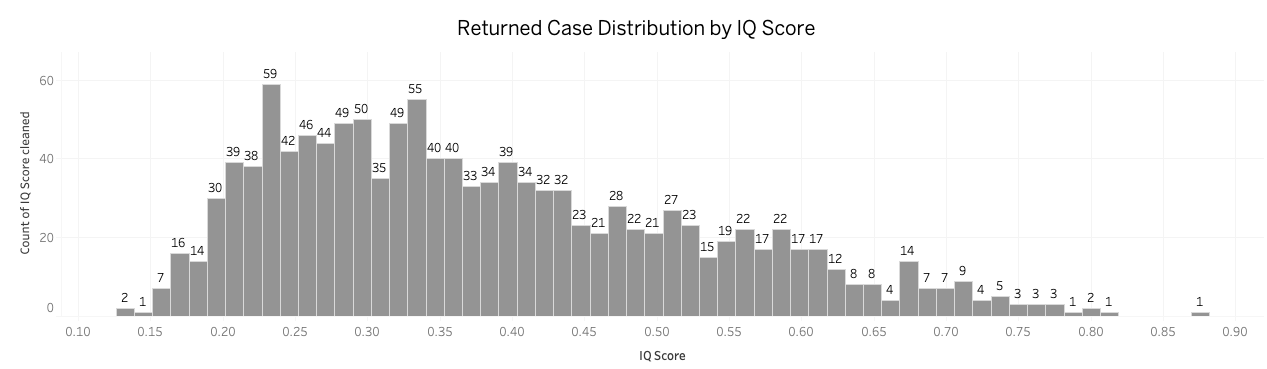 Returned Case Distribution by IQ Score
Count of IQ Score cleaned
60
40
20
0
2 1 7 16 14 30 39 38 59 42 46 44 49 50 35 49 55 40 40 33 34 39 34 32 32 23 21 28 22 21 27 23 15 19 22 17 22 17 17 12 8 8 4 14 7 7 9 4 5 3 3 3 1 2 1 1
0.10 0.15 0.20 0.25 0.30 0.35 0.40 0.45 0.50 0.55 0.60 0.65 0.70 0.75 0.80 0.85 0.90
IQ Score